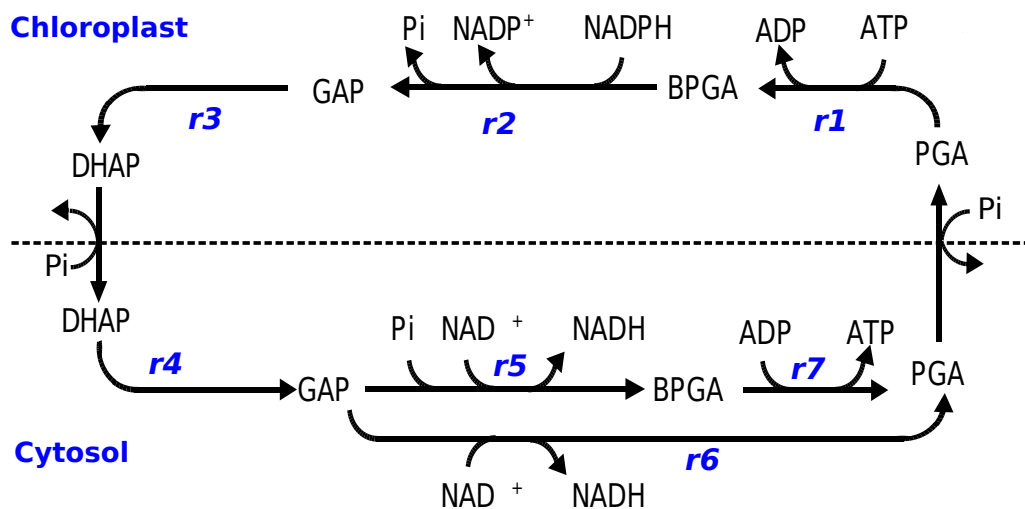 Chloroplast
Pi NADP+ NADPH ADP ATP
GAP BPGA
r3 r2 r1
DHAP PGA
Pi
Pi
DHAP
Pi NAD + NADH ADP ATP
r4 r5 r7
GAP BPGA PGA
Cytosol r6
NAD + NADH